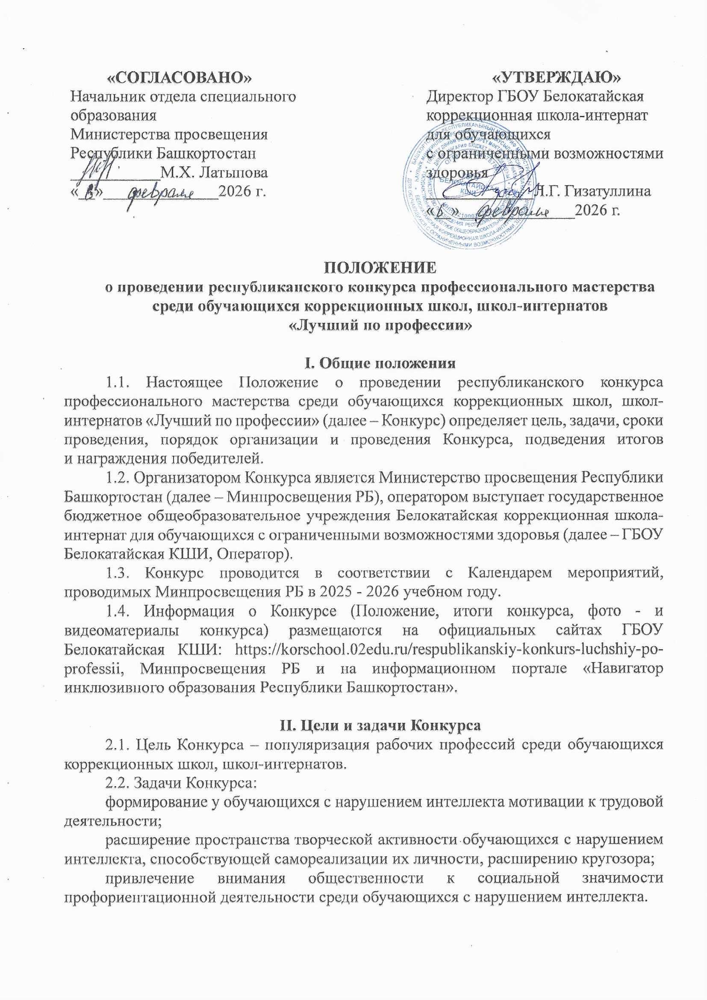 «СОГЛАСОВАНО»
Начальник отдела специального
образования
Министерства просвещения
Республики Башкортостан
____________М.Х. Латыпова
«__»_февраля_2026 г.
«УТВЕРЖДАЮ»
Директор ГБОУ Белокатайская
коррекционная школа-интернат
для обучающихся
с ограниченными возможностями
здоровья
____________Г. Гизатуллина
«6»_февраля_2026 г.
БЕЛОКАТАЙСКАЯ
КШИ
ПОЛОЖЕНИЕ
о проведении республиканского конкурса профессионального мастерства
среди обучающихся коррекционных школ, школ-интернатов
«Лучший по профессии»
I. Общие положения
1.1. Настоящее Положение о проведении республиканского конкурса
профессионального мастерства среди обучающихся коррекционных школ, школ-
интернатов «Лучший по профессии» (далее – Конкурс) определяет цель, задачи, сроки
проведения, порядок организации и проведения Конкурса, подведения итогов
и награждения победителей.
1.2. Организатором Конкурса является Министерство просвещения Республики
Башкортостан (далее – Минпросвещения РБ), оператором выступает государственное
бюджетное общеобразовательное учреждения Белокатайская коррекционная школа-
интернат для обучающихся с ограниченными возможностями здоровья (далее – ГБОУ
Белокатайская КШИ, Оператор).
1.3. Конкурс проводится в соответствии с Календарем мероприятий,
проводимых Минпросвещения РБ в 2025 - 2026 учебном году.
1.4. Информация о Конкурсе (Положение, итоги конкурса, фото - и
видеоматериалы конкурса) размещаются на официальных сайтах ГБОУ
Белокатайская КШИ: https://korschool.02edu.ru/respublikanskiy-konkurs-luchshiy-po-
professii, Минпросвещения РБ и на информационном портале «Навигатор
инклюзивного образования Республики Башкортостан».
II. Цели и задачи Конкурса
2.1. Цель Конкурса – популяризация рабочих профессий среди обучающихся
коррекционных школ, школ-интернатов.
2.2. Задачи Конкурса:
формирование у обучающихся с нарушением интеллекта мотивации к трудовой
деятельности;
расширение пространства творческой активности обучающихся с нарушением
интеллекта, способствующей самореализации их личности, расширению кругозора;
привлечение внимания общественности к социальной значимости
профориентационной деятельности среди обучающихся с нарушением интеллекта.